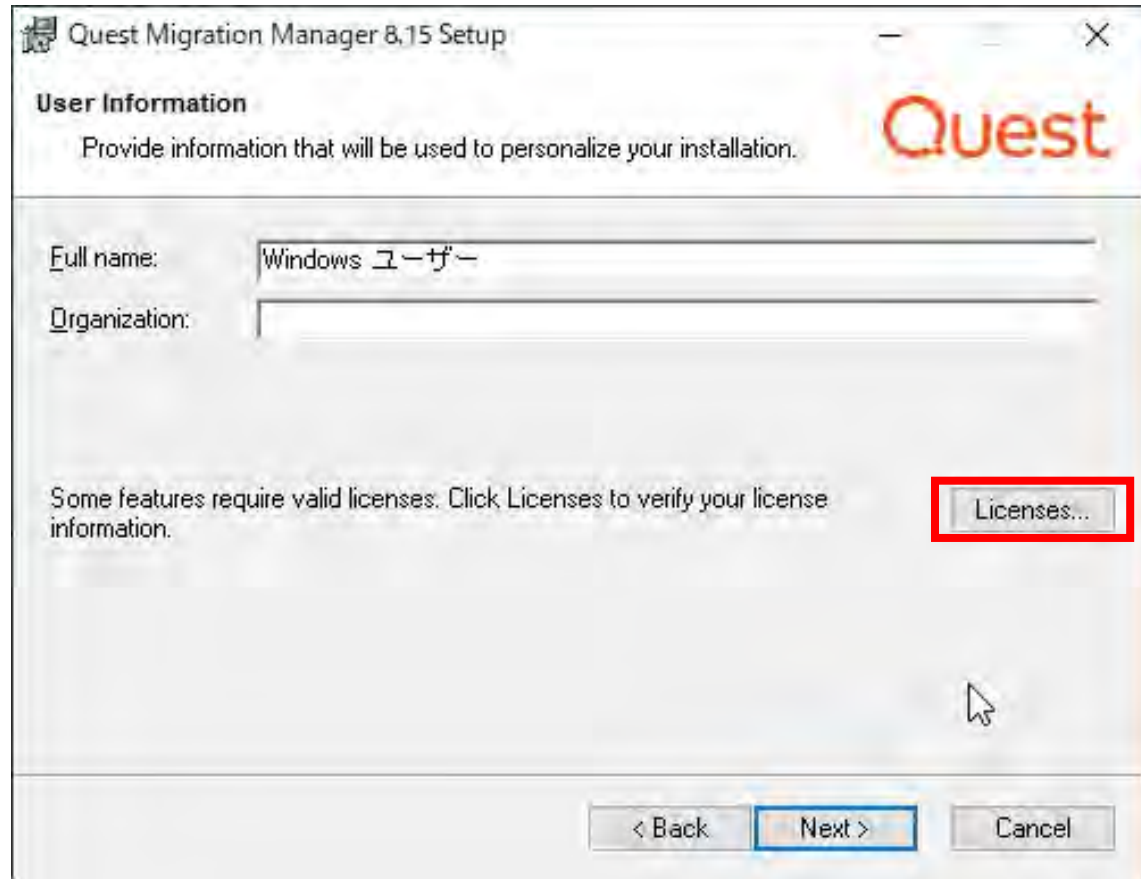 Quest Migration Manager 8.15 Setup
User Information
Provide information that will be used to personalize your installation.
Quest
Full name:
Windows ユーザー
Organization:
Some features require valid licenses. Click Licenses to verify your license
information.
Licenses...
< Back
Next >
Cancel